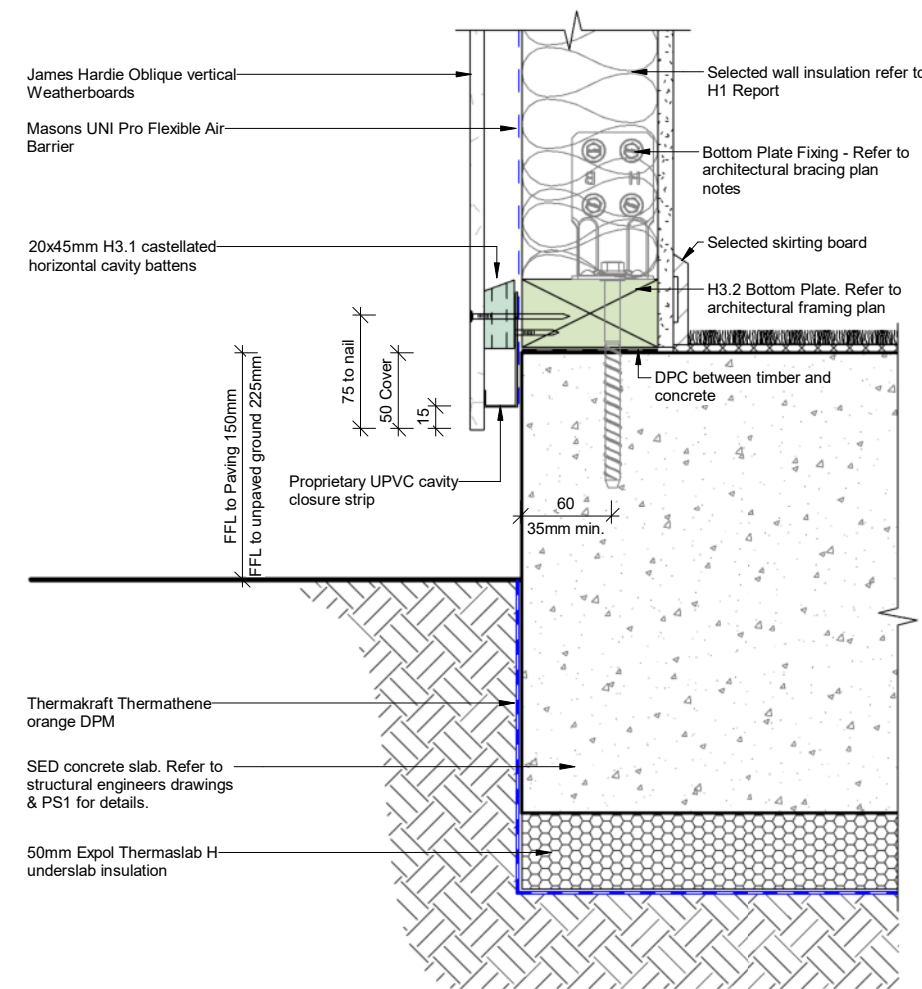 James Hardie Oblique vertical
Weatherboards
Masons UNI Pro Flexible Air
Barrier
20x45mm H3.1 castellated
horizontal cavity battens
Selected wall insulation refer to
H1 Report
Bottom Plate Fixing - Refer to
architectural bracing plan
notes
B H
Selected skirting board
H3.2 Bottom Plate. Refer to
architectural framing plan
DPC between timber and
concrete
75 to nail
50 Cover
15
FFL to Paving 150mm
FFL to unpaved ground 225mm
Proprietary UPVC cavity
closure strip
60
35mm min.
Thermakraft Thermathene
orange DPM
SED concrete slab. Refer to
structural engineers drawings
& PS1 for details.
50mm Expol Thermaslab H
underslab insulation